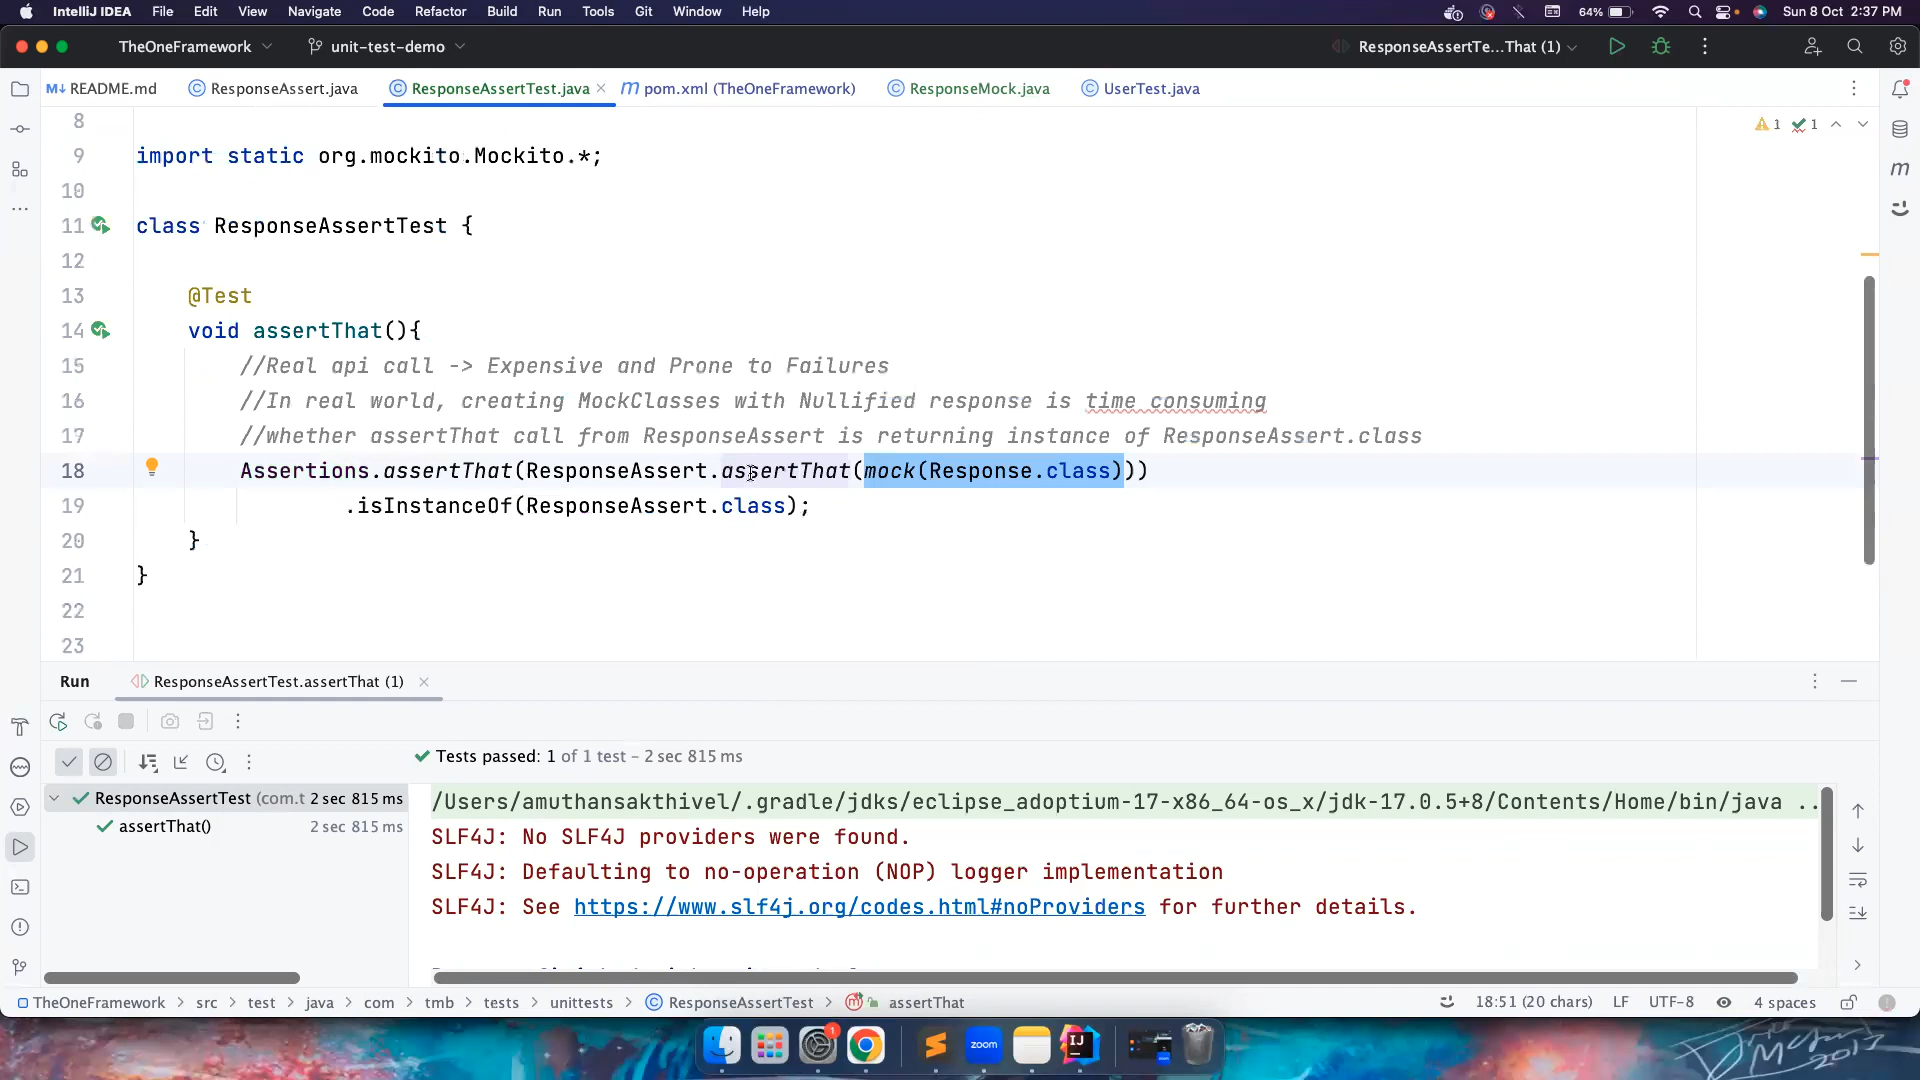 IntelliJ IDEA File Edit View Navigate Code Refactor Build Run Tools Git Window Help 64% Sun 8 Oct 2:37 PM
TheOneFramework unit-test-demo ResponseAssertTe...That (1)
M↓ README.md ResponseAssert.java ResponseAssertTest.java m pom.xml (TheOneFramework) ResponseMock.java UserTest.java
8 1 1
9 import static org.mockito.Mockito.*;
10
11 class ResponseAssertTest {
12
13 @Test
14 void assertThat(){
15 //Real api call -> Expensive and Prone to Failures
16 //In real world, creating MockClasses with Nullified response is time consuming
17 //whether assertThat call from ResponseAssert is returning instance of ResponseAssert.class
18 Assertions.assertThat(ResponseAssert.assertThat(mock(Response.class)))
19 .isInstanceOf(ResponseAssert.class);
20 }
21 }
22
23
Run ResponseAssertTest.assertThat (1)
Tests passed: 1 of 1 test – 2 sec 815 ms
ResponseAssertTest (com.t 2 sec 815 ms
assertThat() 2 sec 815 ms
/Users/amuthansakthivel/.gradle/jdks/eclipse_adoptium-17-x86_64-os_x/jdk-17.0.5+8/Contents/Home/bin/java ..
SLF4J: No SLF4J providers were found.
SLF4J: Defaulting to no-operation (NOP) logger implementation
SLF4J: See https://www.slf4j.org/codes.html#noProviders for further details.
TheOneFramework > src > test > java > com > tmb > tests > unittests > ResponseAssertTest > assertThat 18:51 (20 chars) LF UTF-8 4 spaces
1 zoom IJ
2017